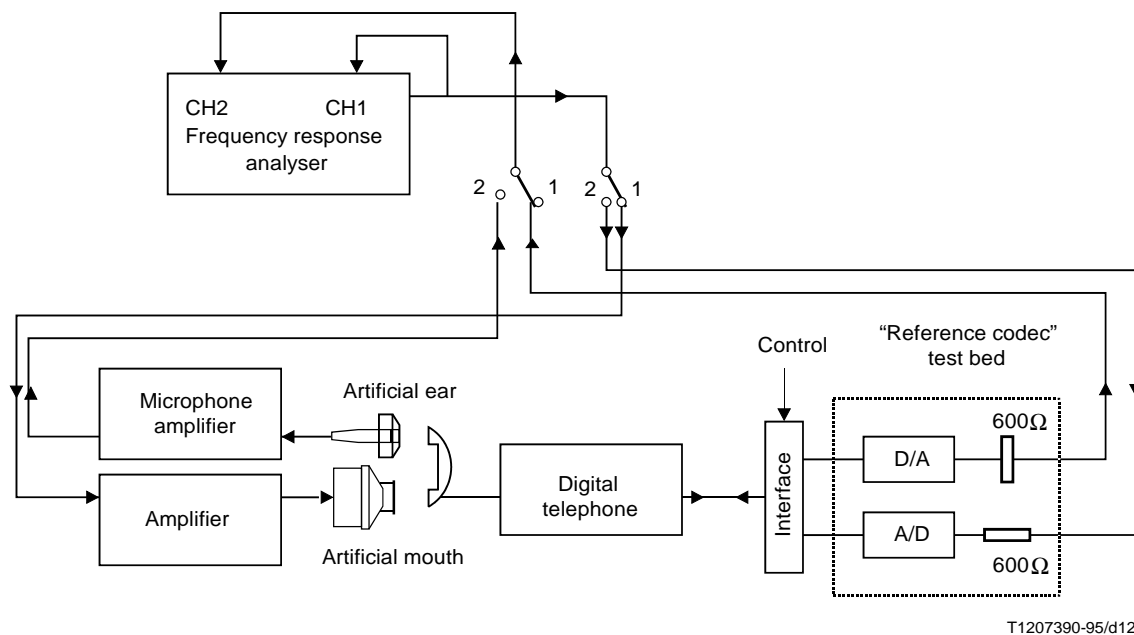 CH2 CH1
Frequency response
analyser
2 1 2 1
Control
“Reference codec”
test bed
Microphone
amplifier
Artificial ear
600Ω
D/A
Digital
telephone
Interface
Amplifier
A/D
Artificial mouth
600Ω
T1207390-95/d12